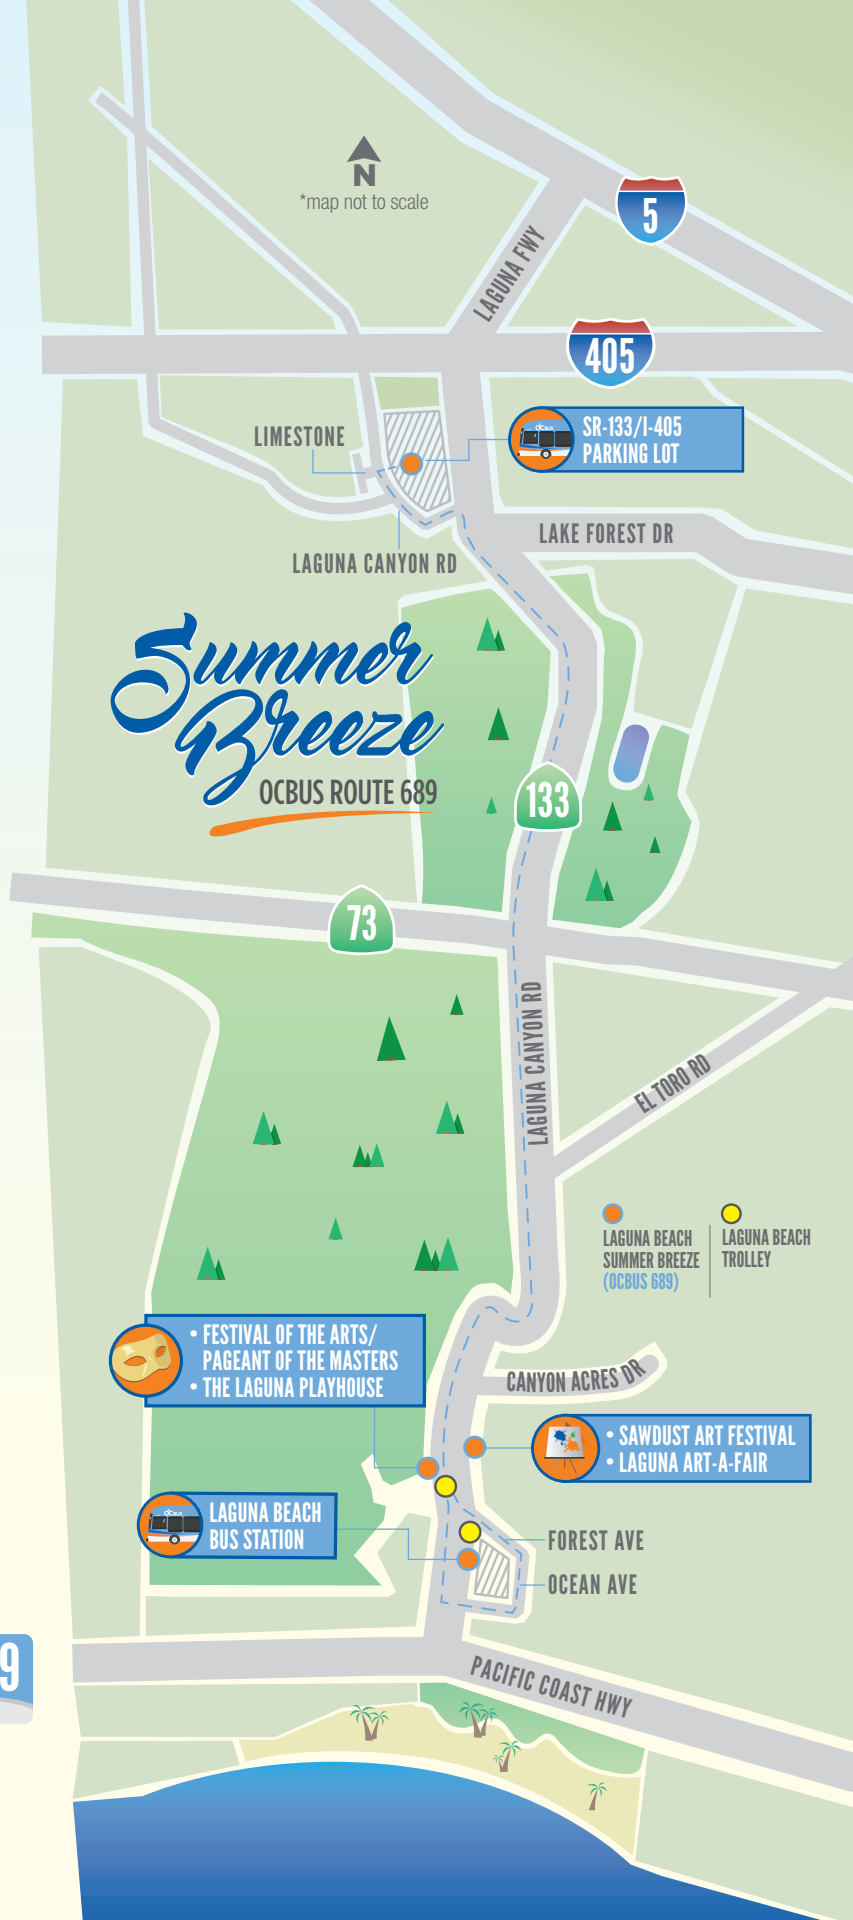 N
*map not to scale
5
LAGUNA FWY
405
SR-133/I-405
PARKING LOT
LIMESTONE
LAKE FOREST DR
LAGUNA CANYON RD
Summer
Breeze
OCBUS ROUTE 689
133
73
LAGUNA CANYON RD
EL TORO RD
LAGUNA BEACH
SUMMER BREEZE
(OCBUS 689)
LAGUNA BEACH
TROLLEY
• FESTIVAL OF THE ARTS/
PAGEANT OF THE MASTERS
• THE LAGUNA PLAYHOUSE
CANYON ACRES DR
• SAWDUST ART FESTIVAL
• LAGUNA ART-A-FAIR
LAGUNA BEACH
BUS STATION
FOREST AVE
OCEAN AVE
9
PACIFIC COAST HWY